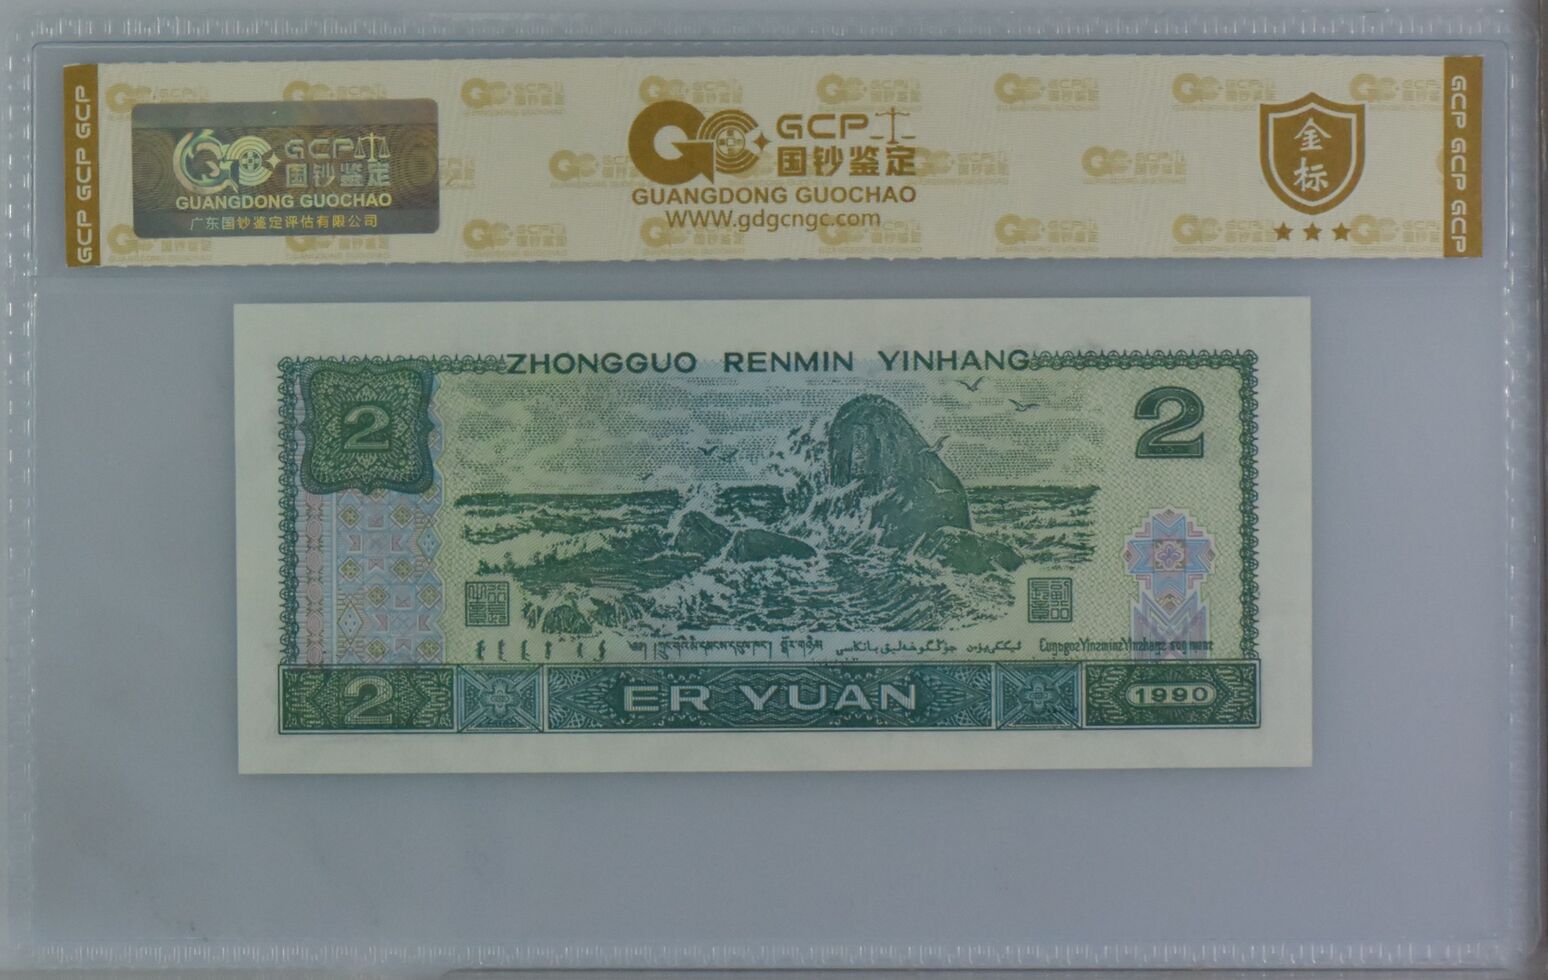 GCP GCP GCP
GCP
国钞鉴定
GUANGDONG GUOCHAO
广东国钞鉴定评估有限公司
GCP
国钞鉴定
GUANGDONG GUOCHAO
WWW.gdgcngc.com
金标
GCP GCP GCP
ZHONGGUO RENMIN YINHANG
2
2
2
ER YUAN
1990